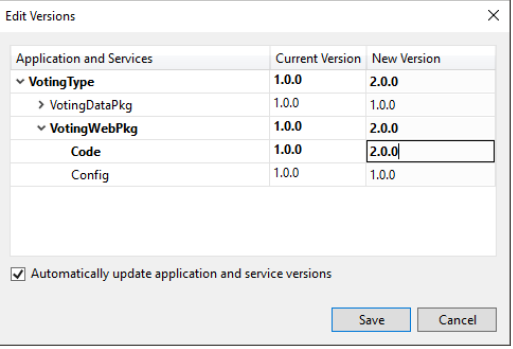 Edit Versions
Application and Services Current Version New Version
VotingType 1.0.0 2.0.0
VotingDataPkg 1.0.0 1.0.0
VotingWebPkg 1.0.0 2.0.0
Code 1.0.0 2.0.0
Config 1.0.0 1.0.0
Automatically update application and service versions
Save Cancel